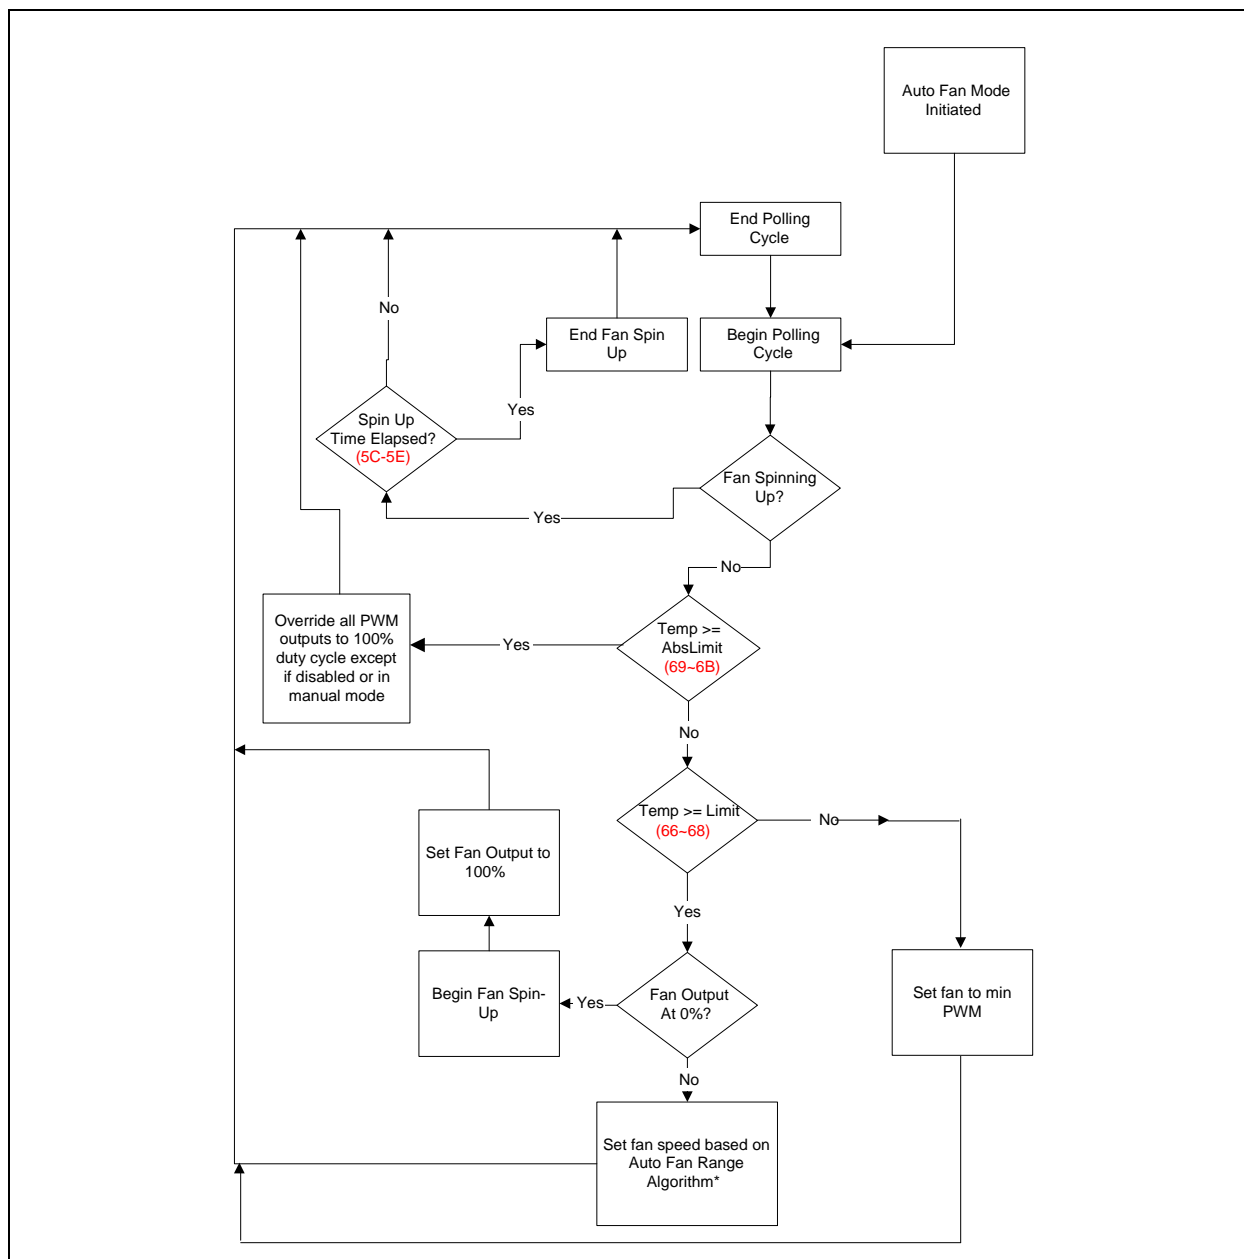 Auto Fan Mode
Initiated
End Polling
Cycle
No
End Fan Spin
Up
Begin Polling
Cycle
Spin Up
Time Elapsed?
(5C-5E)
Yes
Fan Spinning
Up?
Yes
No
Override all PWM
outputs to 100%
duty cycle except
if disabled or in
manual mode
Yes
Temp >=
AbsLimit
(69~6B)
No
Temp >= Limit
(66~68)
No
Set Fan Output to
100%
Yes
Begin Fan Spin-
Up
Yes
Fan Output
At 0%?
Set fan to min
PWM
No
Set fan speed based on
Auto Fan Range
Algorithm*